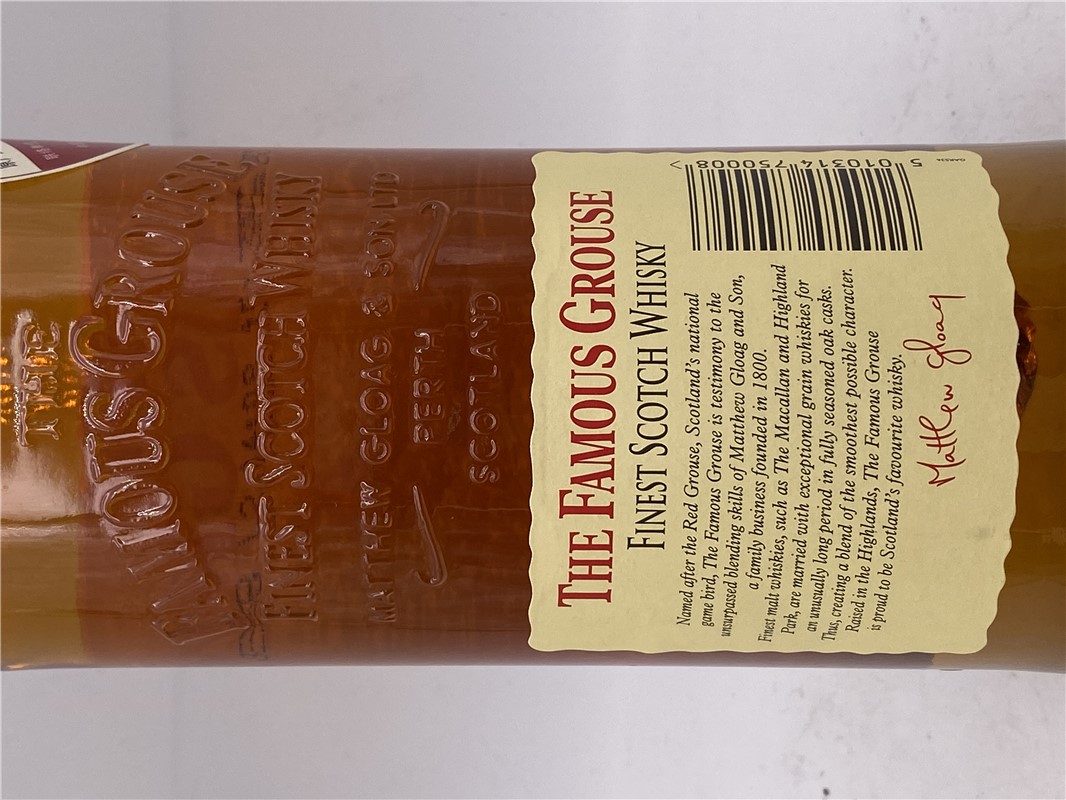 THE
FAMOUS GROUSE
FINEST SCOTCH WHISKY
MATTHEW GLOAG & SON LTD
PERTH
SCOTLAND
THE FAMOUS GROUSE
FINEST SCOTCH WHISKY
Named after the Red Grouse, Scotland's national
game bird, The Famous Grouse is testimony to the
unsurpassed blending skills of Matthew Gloag and Son,
a family business founded in 1800.
Finest malt whiskies, such as The Macallan and Highland
Park, are married with exceptional grain whiskies for
an unusually long period in fully seasoned oak casks.
Thus, creating a blend of the smoothest possible character.
Raised in the Highlands, The Famous Grouse
is proud to be Scotland's favourite whisky.
Matthew Gloag
5 010314 750008 >